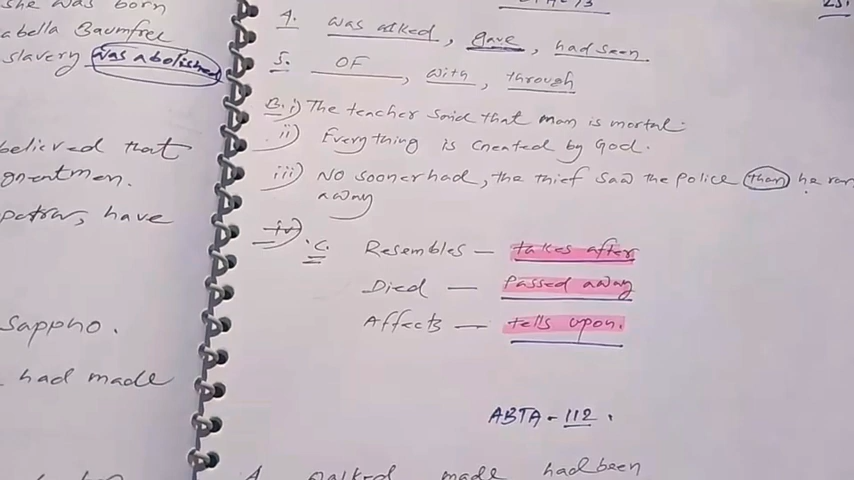 she was born
abella Baumfree
slavery was abolished
believed that
patrar, have
Sappho.
had made
4. was asked, gave, had seen.
5. OF, with, through
B. i) The teacher said that man is mortal.
ii) Everything is created by God.
iii) No sooner had, the thief saw the police than he ran
away
iv)
C. Resembles — takes after
Died — Passed away
Affects — tells upon.
ABTA - 112.
A made had been